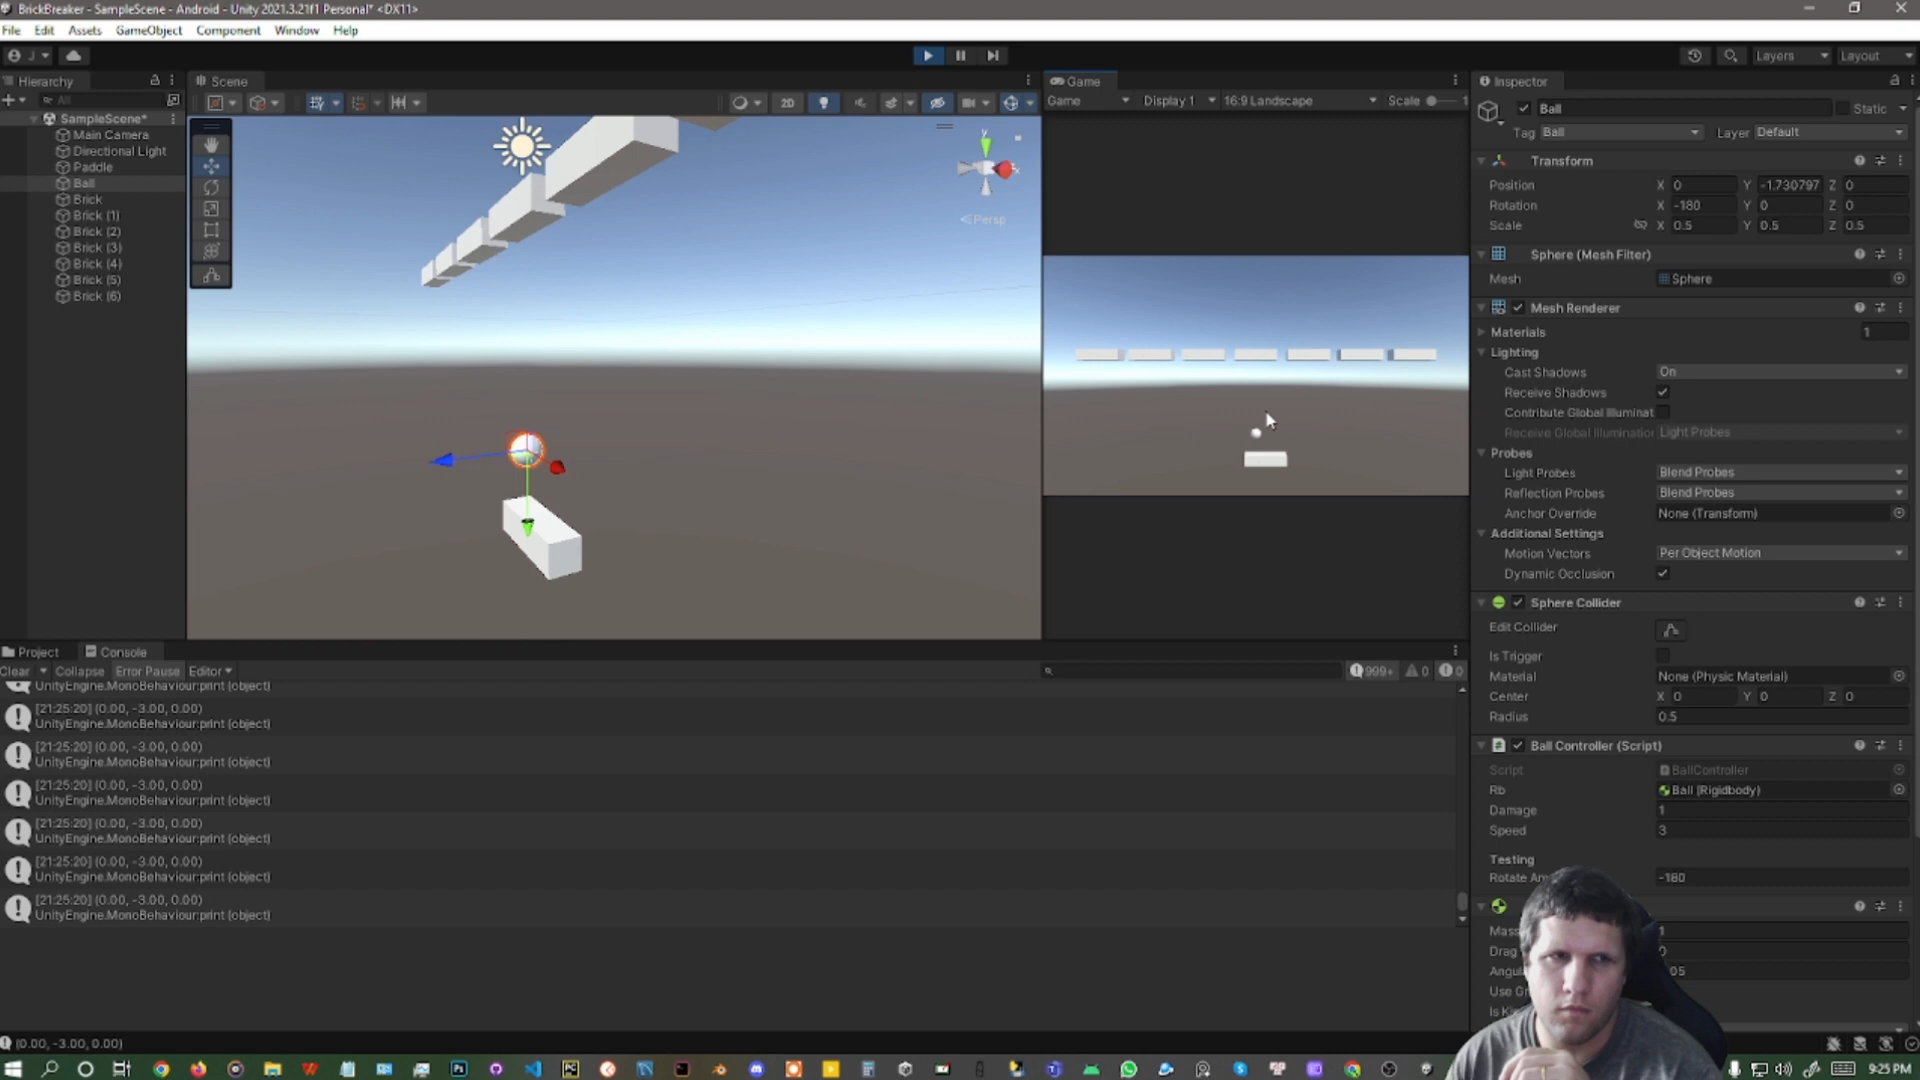 BrickBreaker - SampleScene - Android - Unity 2021.3.21f1 Personal* <DX11>
File Edit Assets GameObject Component Window Help
J
Layers Layout
Hierarchy
All
SampleScene*
Main Camera
Directional Light
Paddle
Ball
Brick
Brick (1)
Brick (2)
Brick (3)
Brick (4)
Brick (5)
Brick (6)
Scene
2D
y
x
Persp
Game
Game Display 1 16:9 Landscape Scale 1
Inspector
Ball Static
Tag Ball Layer Default
Transform
Position X 0 Y -1.730797 Z 0
Rotation X -180 Y 0 Z 0
Scale X 0.5 Y 0.5 Z 0.5
Sphere (Mesh Filter)
Mesh Sphere
Mesh Renderer
Materials 1
Lighting
Cast Shadows On
Receive Shadows
Contribute Global Illuminat
Receive Global Illumination Light Probes
Probes
Light Probes Blend Probes
Reflection Probes Blend Probes
Anchor Override None (Transform)
Additional Settings
Motion Vectors Per Object Motion
Dynamic Occlusion
Sphere Collider
Edit Collider
Is Trigger
Material None (Physic Material)
Center X 0 Y 0 Z 0
Radius 0.5
Ball Controller (Script)
Script BallController
Rb Ball (Rigidbody)
Damage 1
Speed 3
Testing
Rotate Am -180
Mass 1
Drag 0
Angul .05
Use Gr
Is Kin
Project Console
Clear Collapse Error Pause Editor 999+ 0 0
UnityEngine.MonoBehaviour:print (object)
[21:25:20] (0.00, -3.00, 0.00)
UnityEngine.MonoBehaviour:print (object)
[21:25:20] (0.00, -3.00, 0.00)
UnityEngine.MonoBehaviour:print (object)
[21:25:20] (0.00, -3.00, 0.00)
UnityEngine.MonoBehaviour:print (object)
[21:25:20] (0.00, -3.00, 0.00)
UnityEngine.MonoBehaviour:print (object)
[21:25:20] (0.00, -3.00, 0.00)
UnityEngine.MonoBehaviour:print (object)
[21:25:20] (0.00, -3.00, 0.00)
UnityEngine.MonoBehaviour:print (object)
(0.00, -3.00, 0.00)
9:25 PM